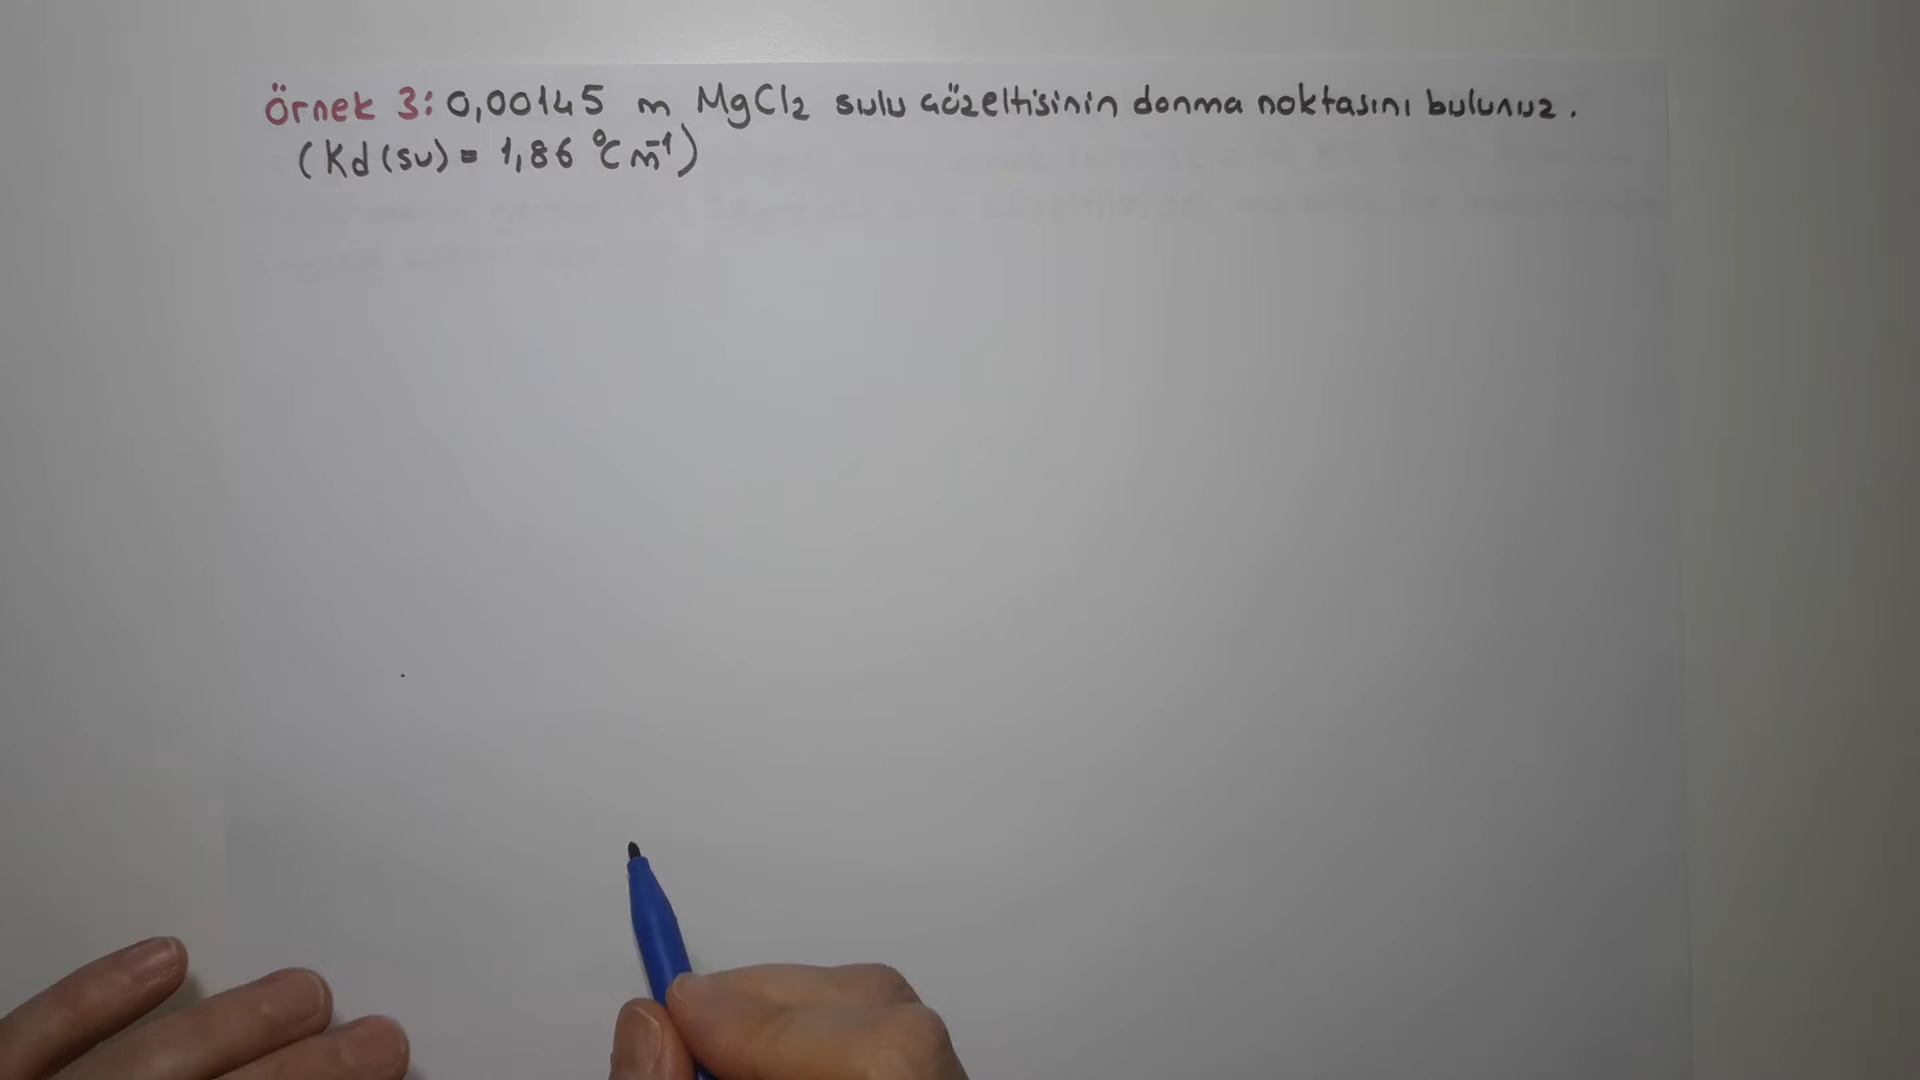 Örnek 3: 0,00145 m MgCl2 sulu çözeltisinin donma noktasını bulunuz.
(Kd(su) = 1,86 °C m⁻¹)